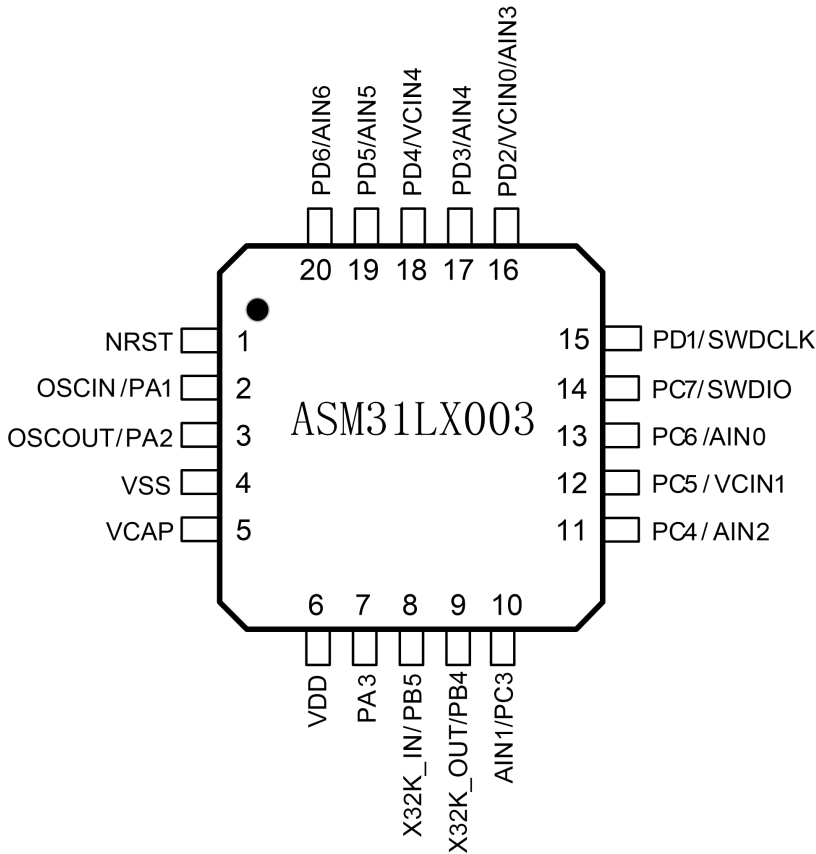 PD6/AIN6
PD5/AIN5
PD4/VCIN4
PD3/AIN4
PD2/VCIN0/AIN3
20 19 18 17 16
NRST 1
OSCIN/PA1 2
OSCOUT/PA2 3
VSS 4
VCAP 5
ASM31LX003
15 PD1/SWDCLK
14 PC7/SWDIO
13 PC6/AIN0
12 PC5/VCIN1
11 PC4/AIN2
6 7 8 9 10
VDD
PA3
X32K_IN/PB5
X32K_OUT/PB4
AIN1/PC3